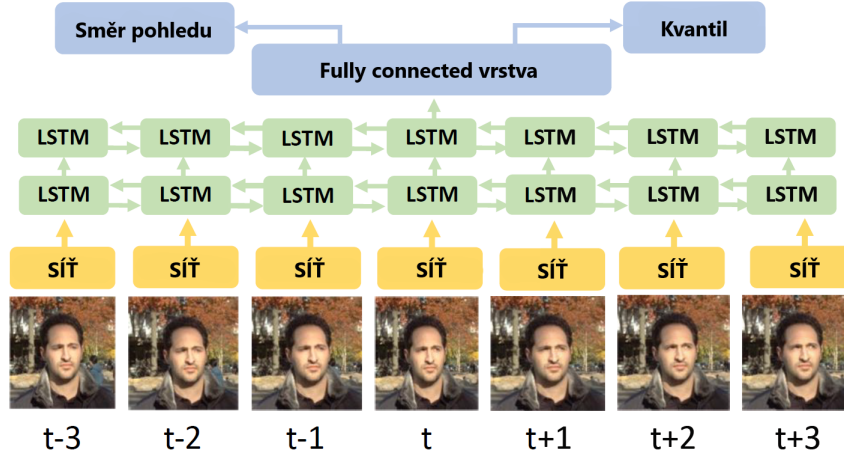 Směr pohledu
Kvantil
Fully connected vrstva
LSTM LSTM LSTM LSTM LSTM LSTM LSTM
LSTM LSTM LSTM LSTM LSTM LSTM LSTM
SÍŤ SÍŤ SÍŤ SÍŤ SÍŤ SÍŤ SÍŤ
t-3 t-2 t-1 t t+1 t+2 t+3